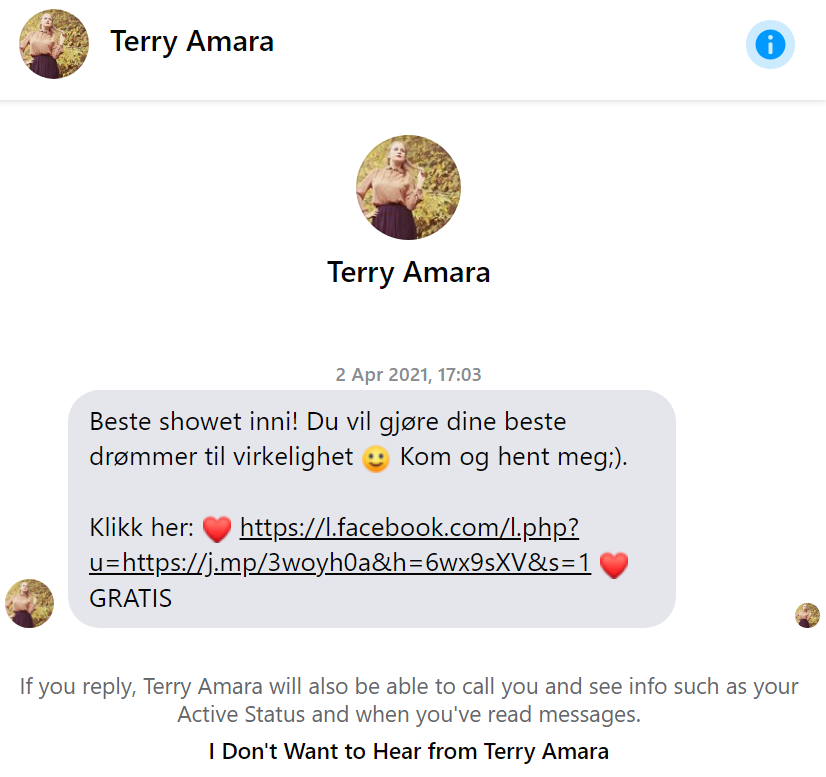 Terry Amara
Terry Amara
2 Apr 2021, 17:03
Beste showet inni! Du vil gjøre dine beste
drømmer til virkelighet 🙂 Kom og hent meg;).
Klikk her: ❤️ https://l.facebook.com/l.php?
u=https://j.mp/3woyh0a&h=6wx9sXV&s=1 ❤️
GRATIS
If you reply, Terry Amara will also be able to call you and see info such as your
Active Status and when you've read messages.
I Don't Want to Hear from Terry Amara